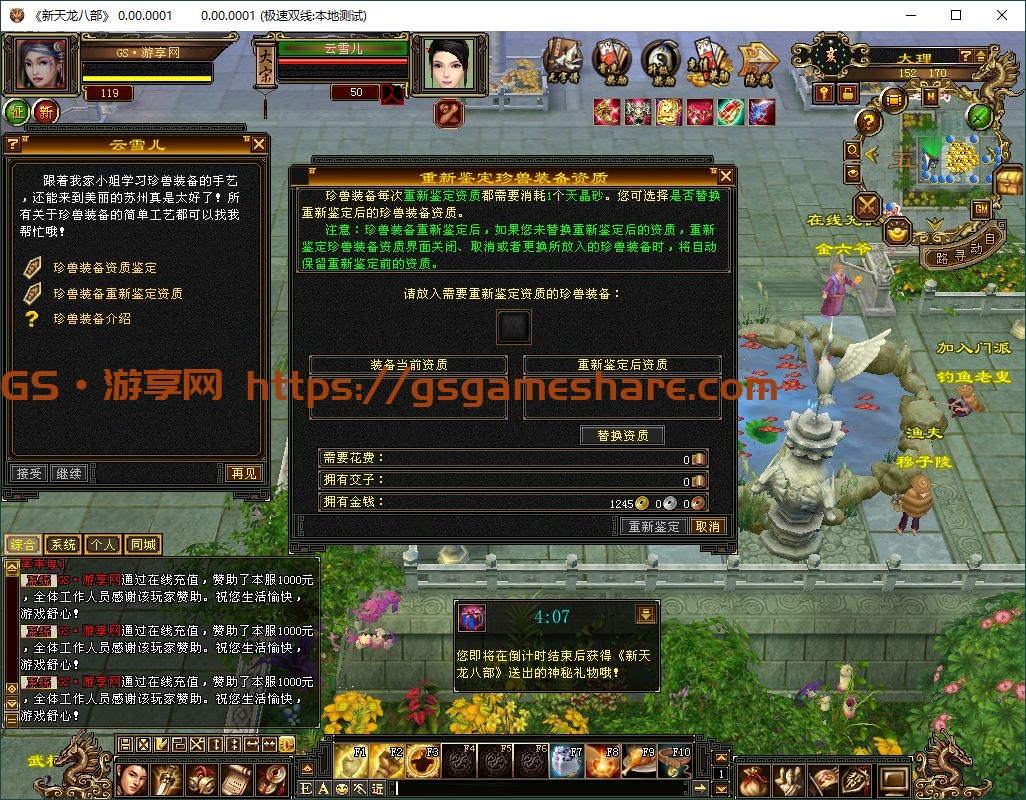 《新天龙八部》 0.00.0001 0.00.0001 (极速双线:本地测试)
GS·游享网
119
大宗
云雪儿
50
大理
152 170
征 新
云雪儿
跟着我家小姐学习珍兽装备的手艺
，还能来到美丽的苏州真是太好了！所
有关于珍兽装备的简单工艺都可以找我
帮忙哦！
珍兽装备资质鉴定
珍兽装备重新鉴定资质
珍兽装备介绍
接受 继续 再见
重新鉴定珍兽装备资质
珍兽装备每次重新鉴定资质都需要消耗1个天晶砂。您可选择是否替换
重新鉴定后的珍兽装备资质。
注意：珍兽装备重新鉴定后，如果您未替换重新鉴定后的资质，重新
鉴定珍兽装备资质界面关闭、取消或者更换所放入的珍兽装备时，将自动
保留重新鉴定前的资质。
请放入需要重新鉴定资质的珍兽装备：
装备当前资质 重新鉴定后资质
替换资质
需要花费： 0
拥有交子： 0
拥有金钱： 1245 0 0
重新鉴定 取消
GS·游享网 https://gsgameshare.com
N
GM
自动寻路
金六爷
加入门派
钓鱼老叟
渔夫
穆子陵
综合 系统 个人 同城
系统 GS·游享网通过在线充值，赞助了本服1000元
，全体工作人员感谢该玩家赞助。祝您生活愉快，
游戏舒心！
系统 GS·游享网通过在线充值，赞助了本服1000元
，全体工作人员感谢该玩家赞助。祝您生活愉快，
游戏舒心！
系统 GS·游享网通过在线充值，赞助了本服1000元
，全体工作人员感谢该玩家赞助。祝您生活愉快，
游戏舒心！
4:07
您即将在倒计时结束后获得《新天
龙八部》送出的神秘礼物哦！
F1 F2 F3 F4 F5 F6 F7 F8 F9 F10
1
E A 近